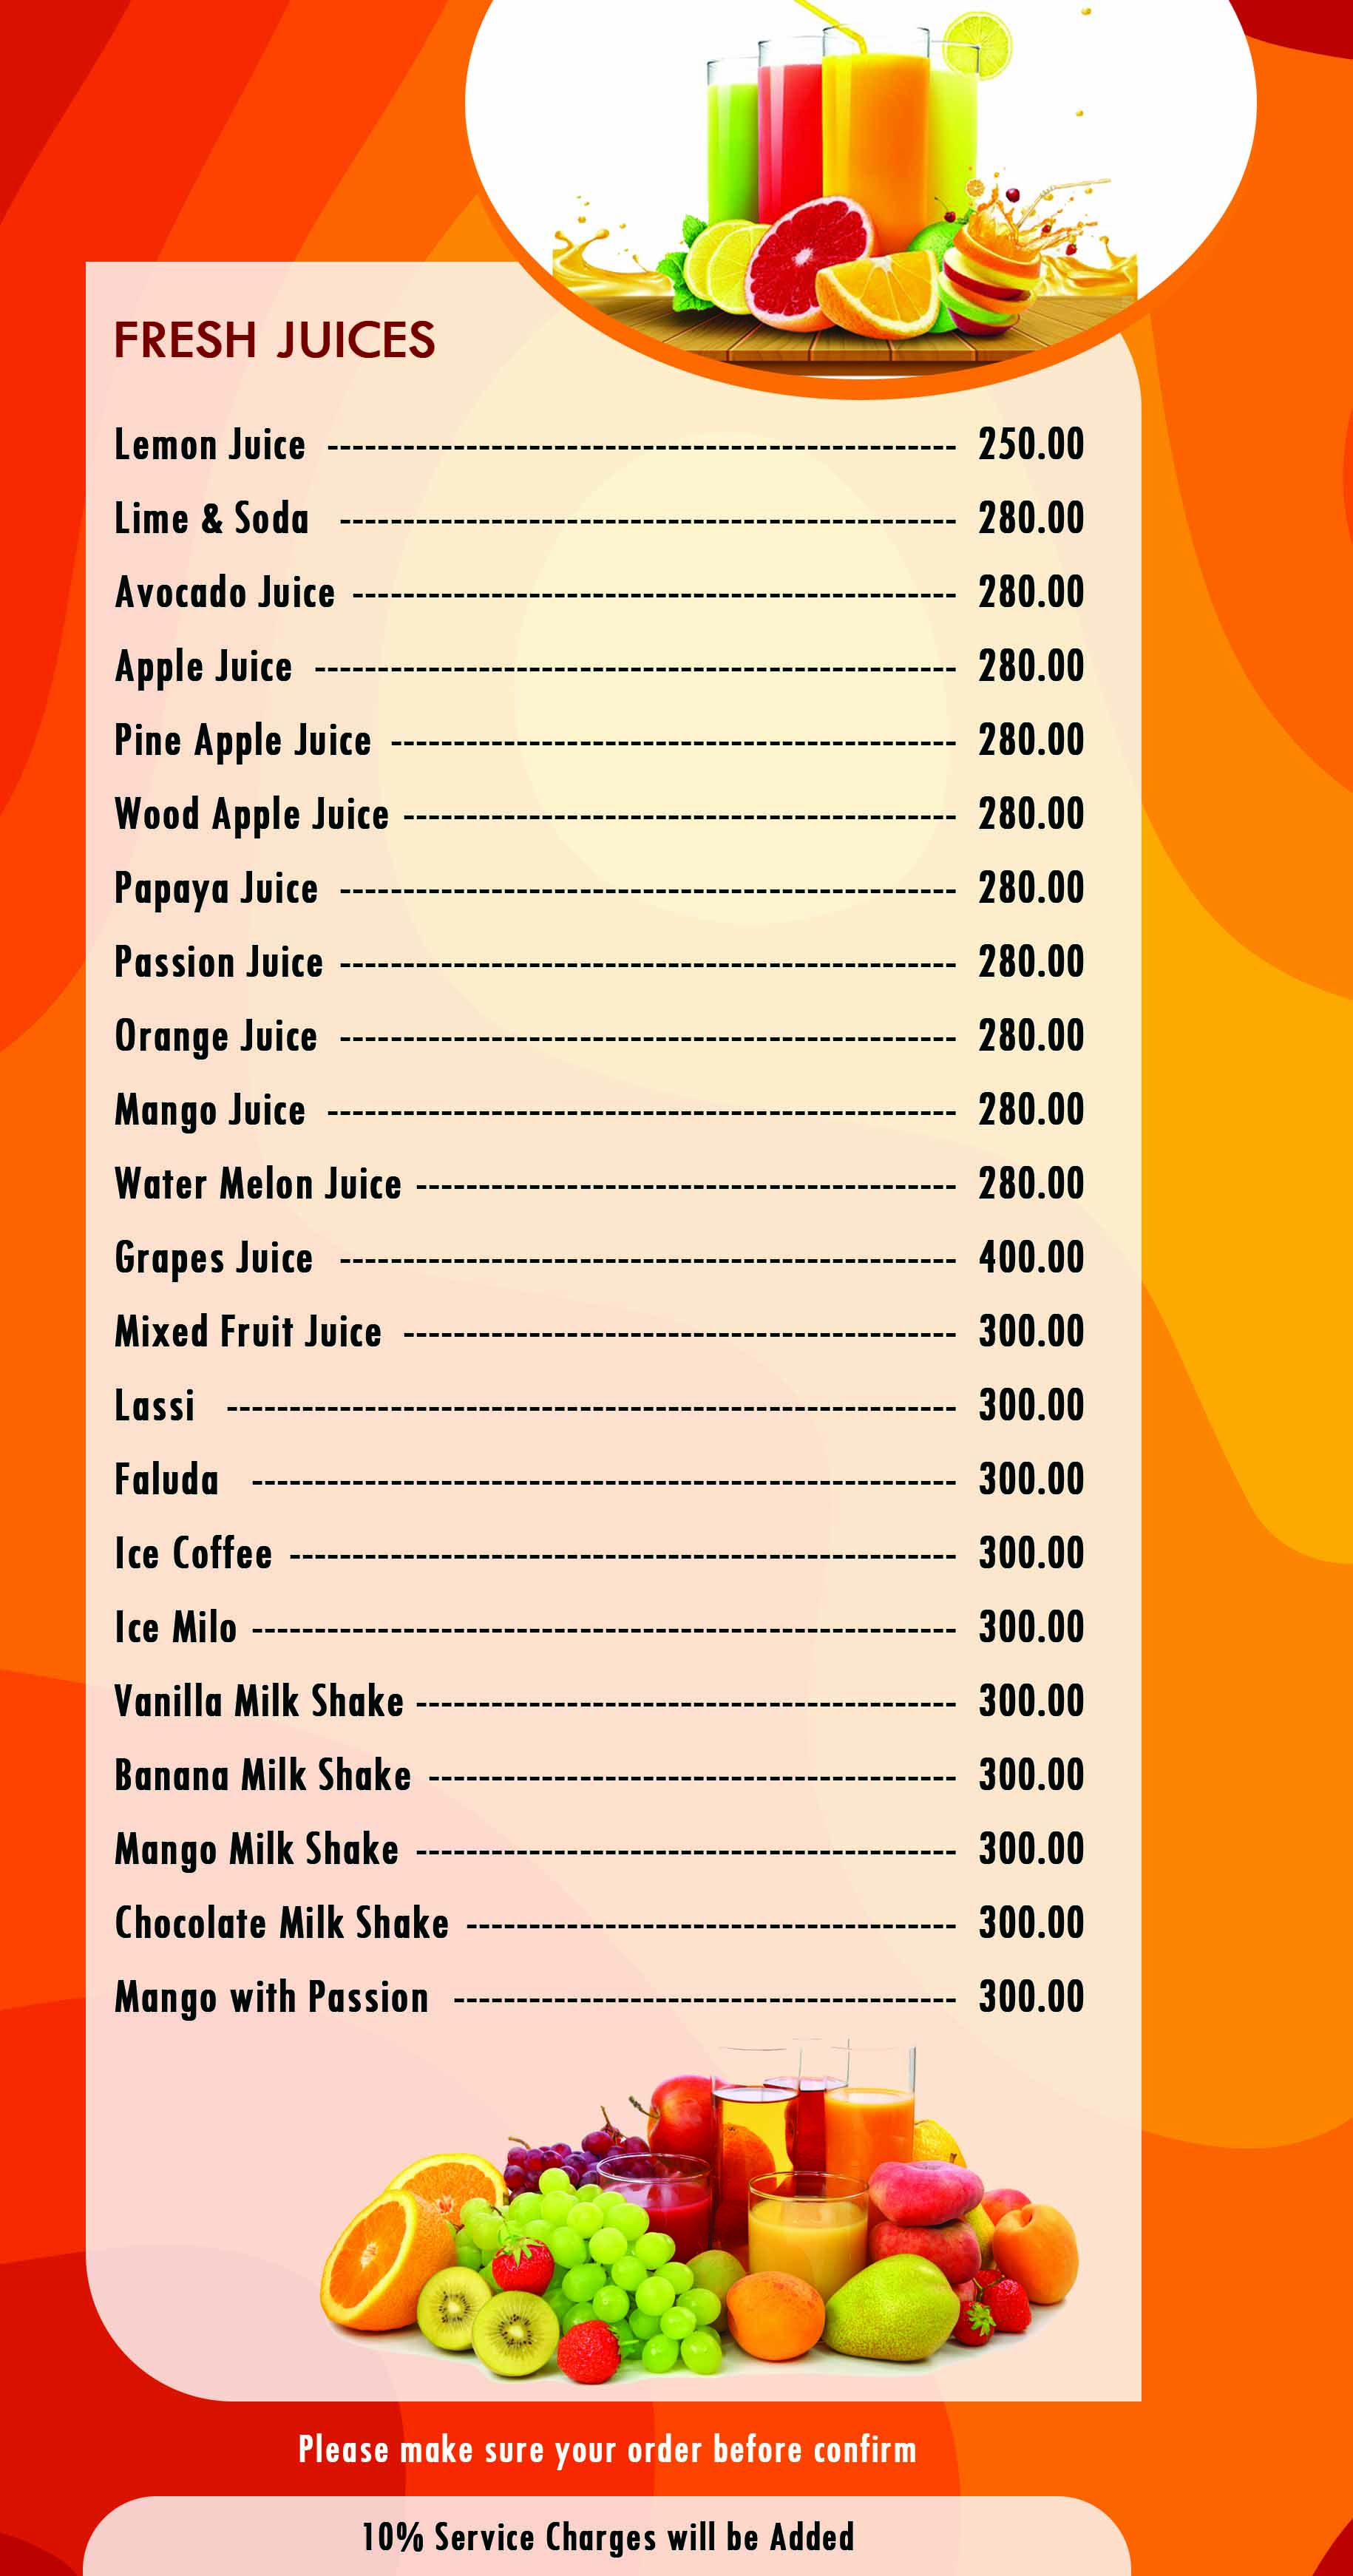 FRESH JUICES
Lemon Juice -------------------------------------------------- 250.00
Lime & Soda ------------------------------------------------- 280.00
Avocado Juice ------------------------------------------------ 280.00
Apple Juice --------------------------------------------------- 280.00
Pine Apple Juice --------------------------------------------- 280.00
Wood Apple Juice -------------------------------------------- 280.00
Papaya Juice ------------------------------------------------- 280.00
Passion Juice ------------------------------------------------- 280.00
Orange Juice ------------------------------------------------- 280.00
Mango Juice -------------------------------------------------- 280.00
Water Melon Juice ------------------------------------------- 280.00
Grapes Juice ------------------------------------------------- 400.00
Mixed Fruit Juice -------------------------------------------- 300.00
Lassi ---------------------------------------------------------- 300.00
Faluda -------------------------------------------------------- 300.00
Ice Coffee ----------------------------------------------------- 300.00
Ice Milo -------------------------------------------------------- 300.00
Vanilla Milk Shake ------------------------------------------- 300.00
Banana Milk Shake ------------------------------------------ 300.00
Mango Milk Shake ------------------------------------------- 300.00
Chocolate Milk Shake --------------------------------------- 300.00
Mango with Passion ---------------------------------------- 300.00
Please make sure your order before confirm
10% Service Charges will be Added